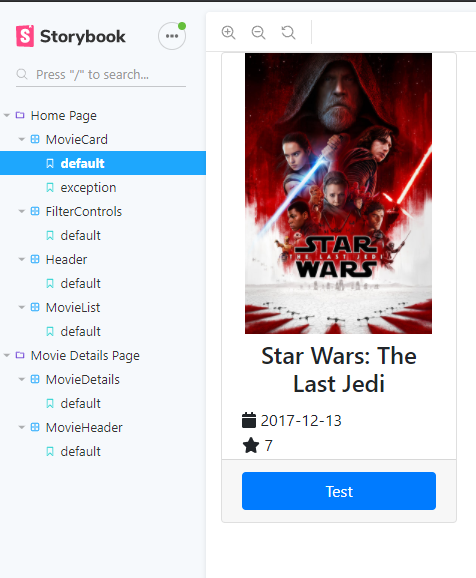 Storybook
Press "/" to search...
Home Page
MovieCard
default
exception
FilterControls
default
Header
default
MovieList
default
Movie Details Page
MovieDetails
default
MovieHeader
default
STAR
THE LAST JEDI
WARS
Star Wars: The
Last Jedi
2017-12-13
7
Test